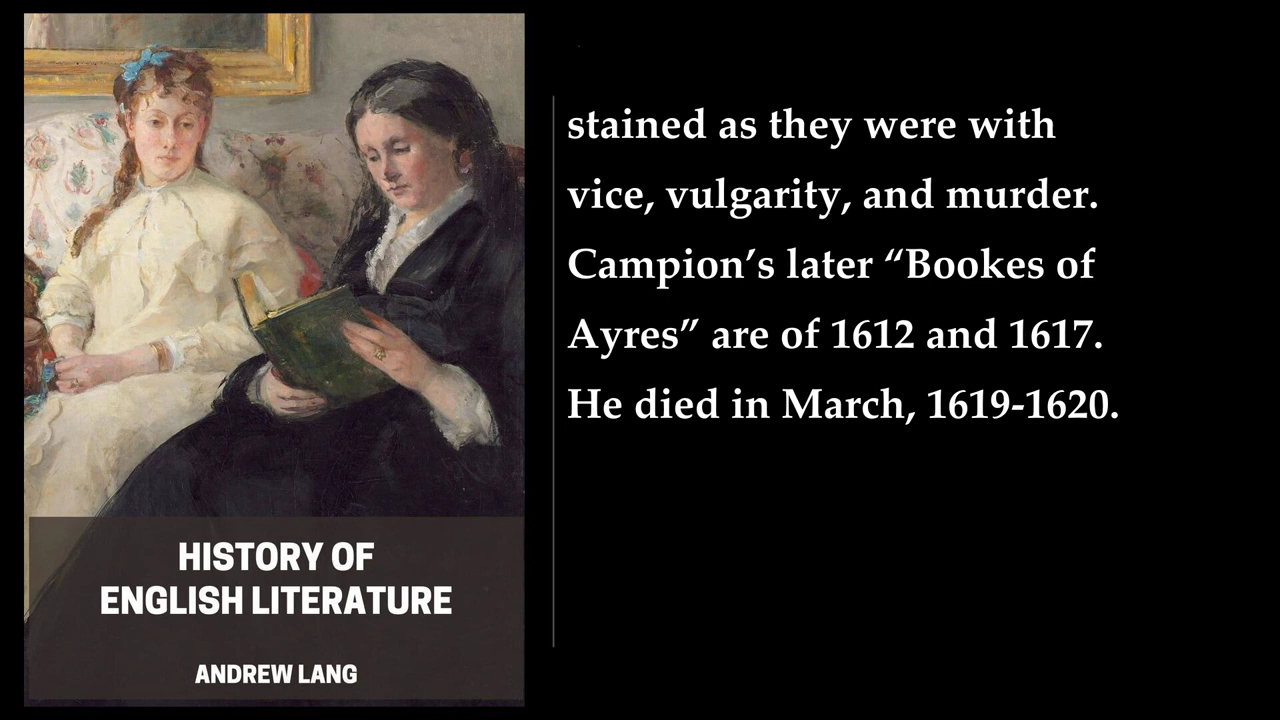 stained as they were with
vice, vulgarity, and murder.
Campion’s later “Bookes of
Ayres” are of 1612 and 1617.
He died in March, 1619-1620.
HISTORY OF
ENGLISH LITERATURE
ANDREW LANG